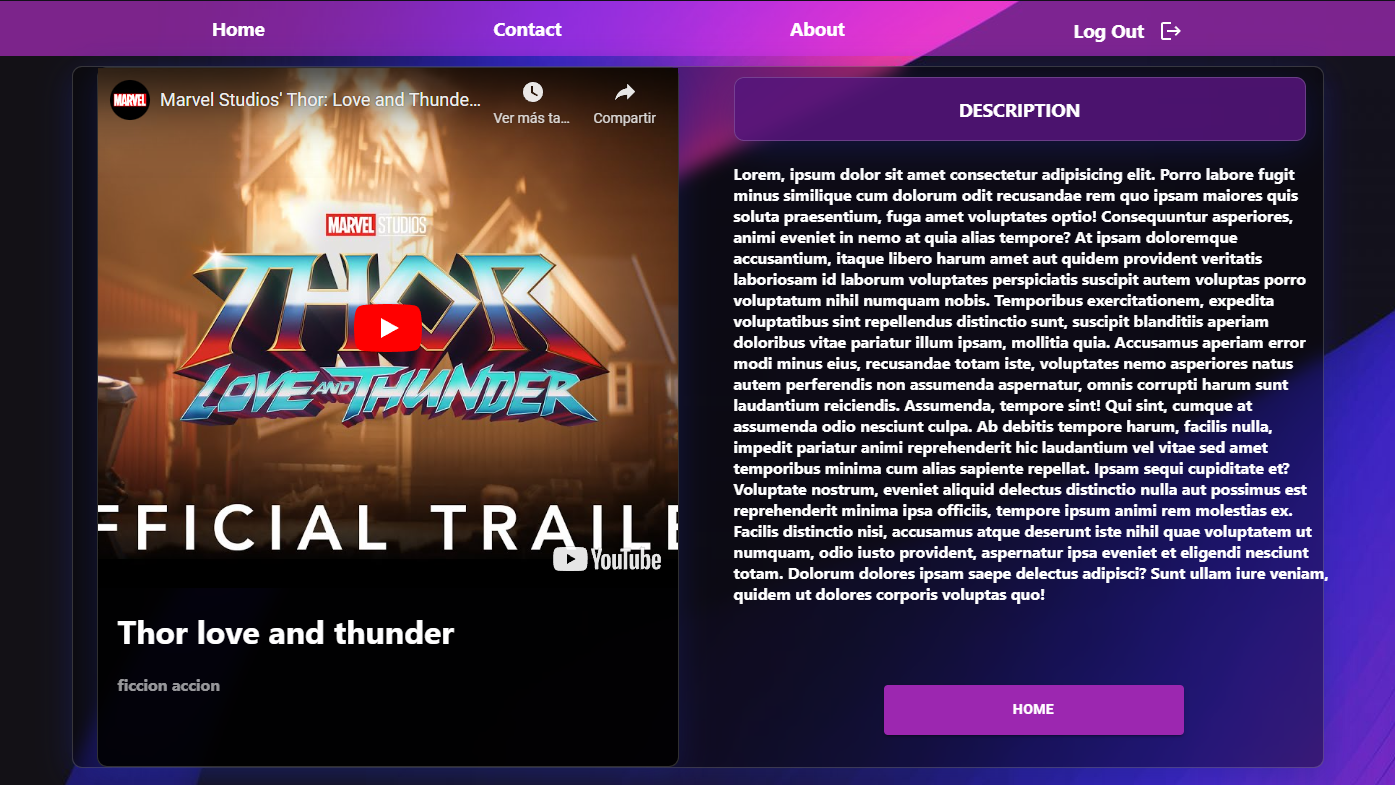 Home
Contact
About
Log Out
MARVEL
Marvel Studios' Thor: Love and Thunde...
Ver más ta...
Compartir
MARVEL STUDIOS
THOR
LOVE AND THUNDER
FFICIAL TRAILE
YouTube
Thor love and thunder
ficcion accion
DESCRIPTION
Lorem, ipsum dolor sit amet consectetur adipisicing elit. Porro labore fugit
minus similique cum dolorum odit recusandae rem quo ipsam maiores quis
soluta praesentium, fuga amet voluptates optio! Consequuntur asperiores,
animi eveniet in nemo at quia alias tempore? At ipsam doloremque
accusantium, itaque libero harum amet aut quidem provident veritatis
laboriosam id laborum voluptates perspiciatis suscipit autem voluptas porro
voluptatum nihil numquam nobis. Temporibus exercitationem, expedita
voluptatibus sint repellendus distinctio sunt, suscipit blanditiis aperiam
doloribus vitae pariatur illum ipsam, mollitia quia. Accusamus aperiam error
modi minus eius, recusandae totam iste, voluptates nemo asperiores natus
autem perferendis non assumenda aspernatur, omnis corrupti harum sunt
laudantium reiciendis. Assumenda, tempore sint! Qui sint, cumque at
assumenda odio nesciunt culpa. Ab debitis tempore harum, facilis nulla,
impedit pariatur animi reprehenderit hic laudantium vel vitae sed amet
temporibus minima cum alias sapiente repellat. Ipsam sequi cupiditate et?
Voluptate nostrum, eveniet aliquid delectus distinctio nulla aut possimus est
reprehenderit minima ipsa officiis, tempore ipsum animi rem molestias ex.
Facilis distinctio nisi, accusamus atque deserunt iste nihil quae voluptatem ut
numquam, odio iusto provident, aspernatur ipsa eveniet et eligendi nesciunt
totam. Dolorum dolores ipsam saepe delectus adipisci? Sunt ullam iure veniam,
quidem ut dolores corporis voluptas quo!
HOME